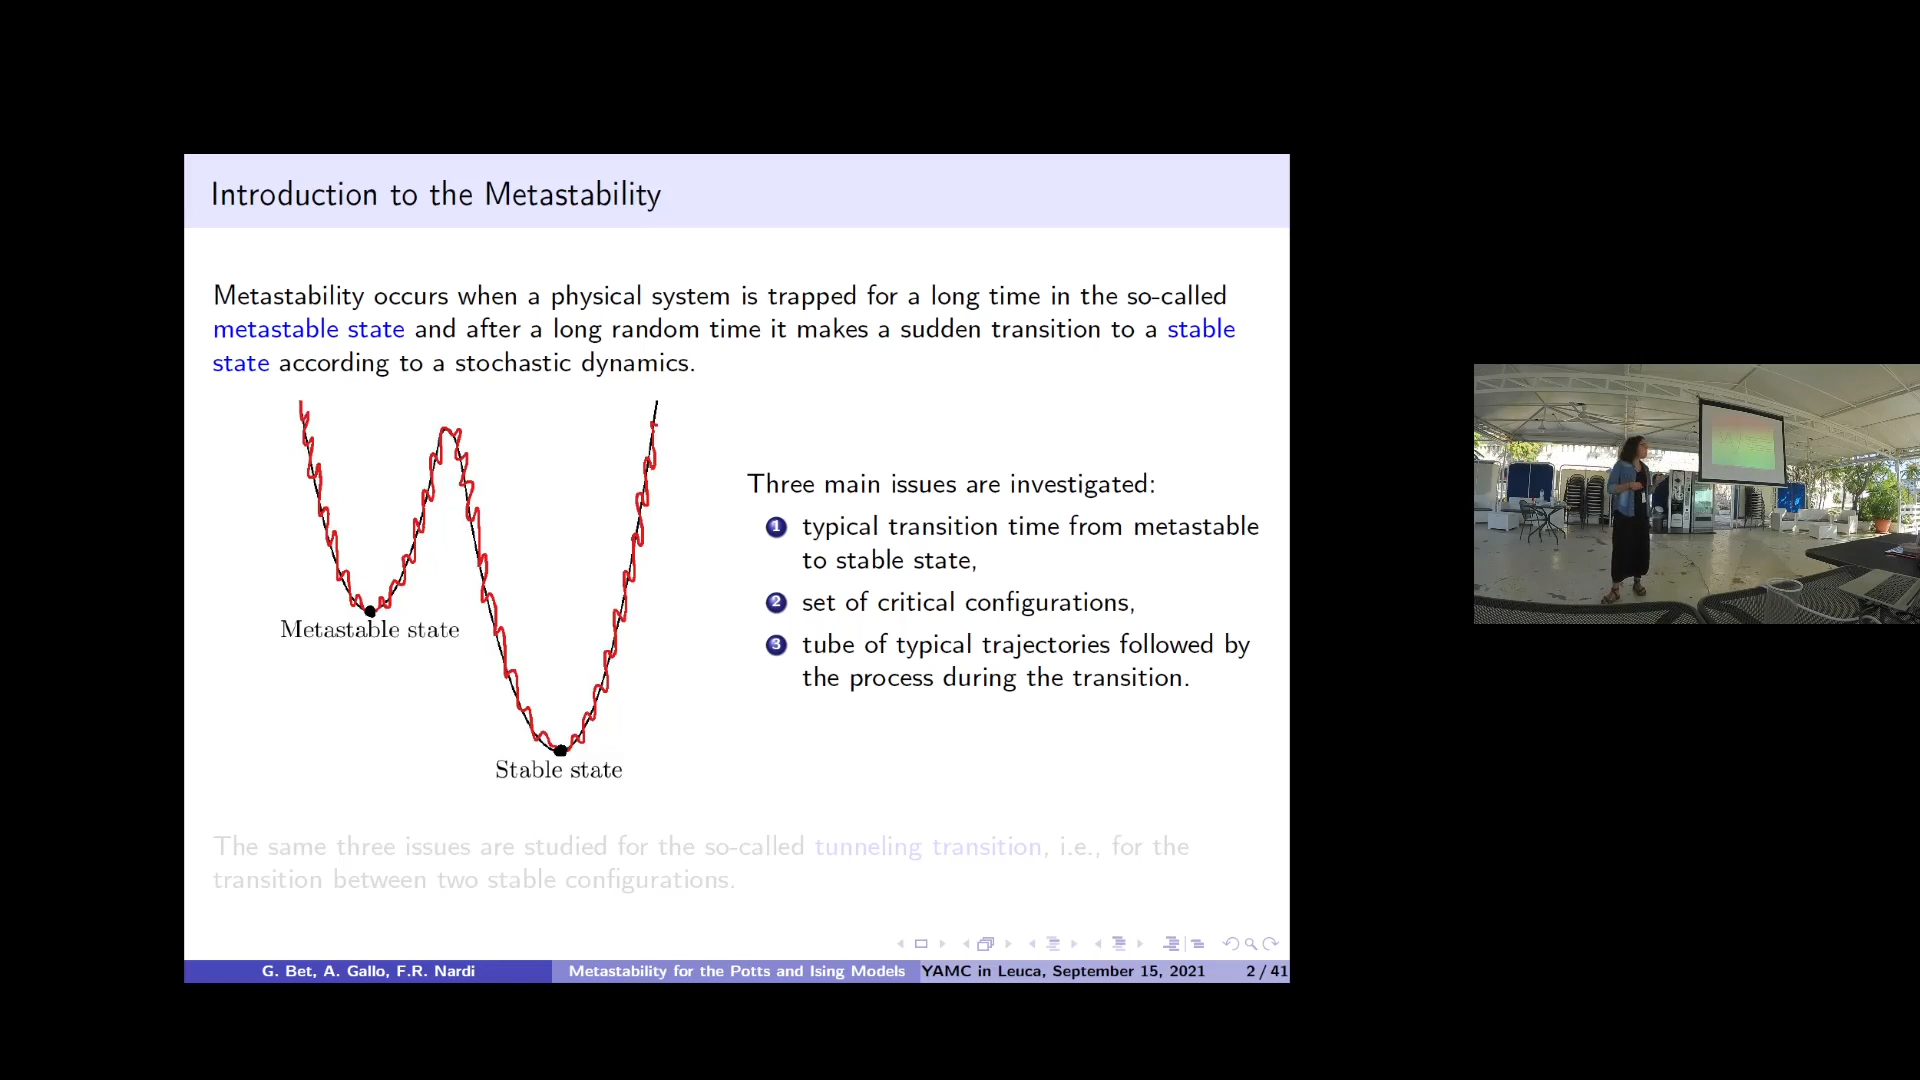 Introduction to the Metastability
Metastability occurs when a physical system is trapped for a long time in the so-called
metastable state and after a long random time it makes a sudden transition to a stable
state according to a stochastic dynamics.
Metastable state
Stable state
Three main issues are investigated:
1 typical transition time from metastable
to stable state,
2 set of critical configurations,
3 tube of typical trajectories followed by
the process during the transition.
The same three issues are studied for the so-called tunneling transition, i.e., for the
transition between two stable configurations.
G. Bet, A. Gallo, F.R. Nardi
Metastability for the Potts and Ising Models
YAMC in Leuca, September 15, 2021
2 / 41